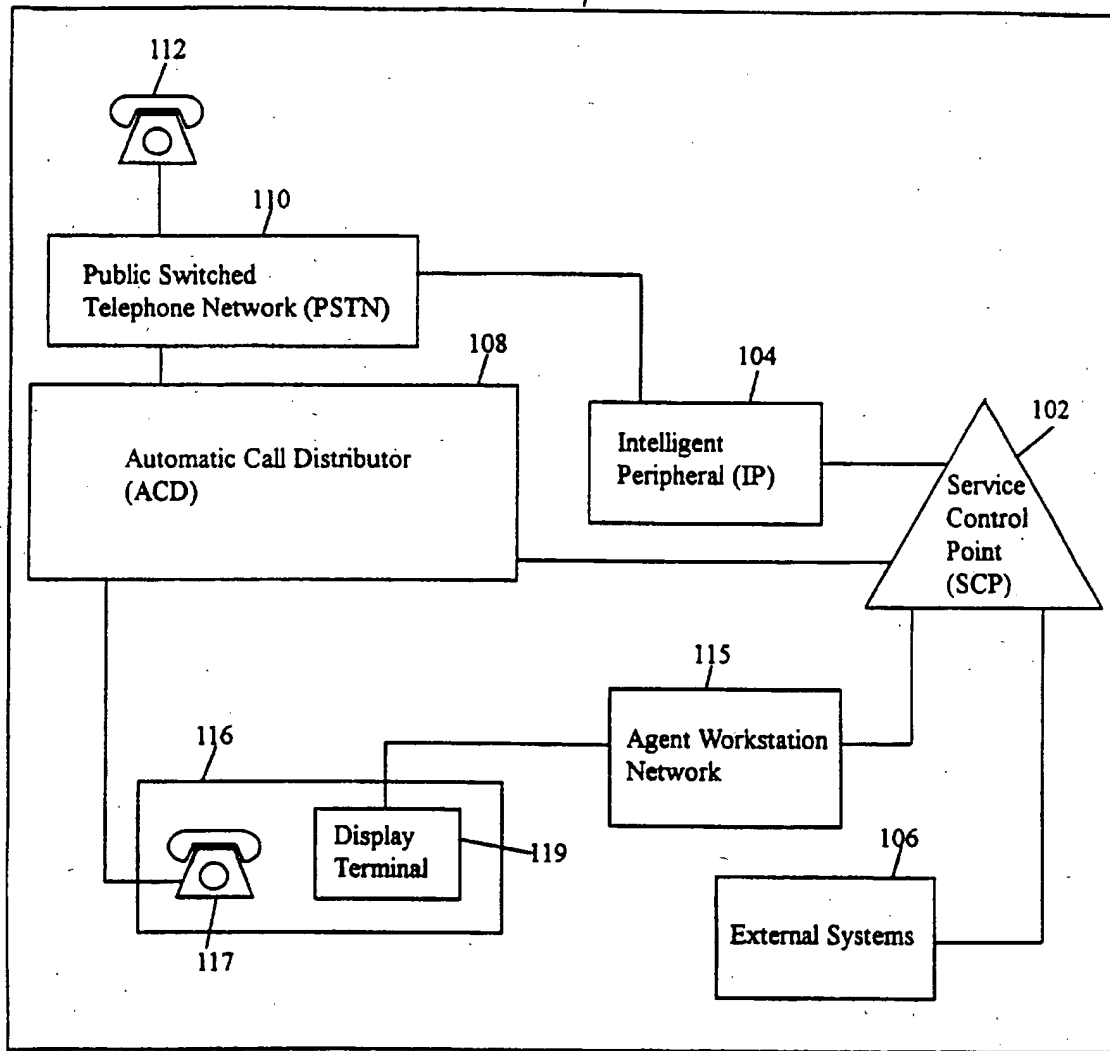 112
110
Public Switched
Telephone Network (PSTN)
108
Automatic Call Distributor
(ACD)
104
Intelligent
Peripheral (IP)
102
Service
Control
Point
(SCP)
115
Agent Workstation
Network
116
Display
Terminal
119
117
106
External Systems